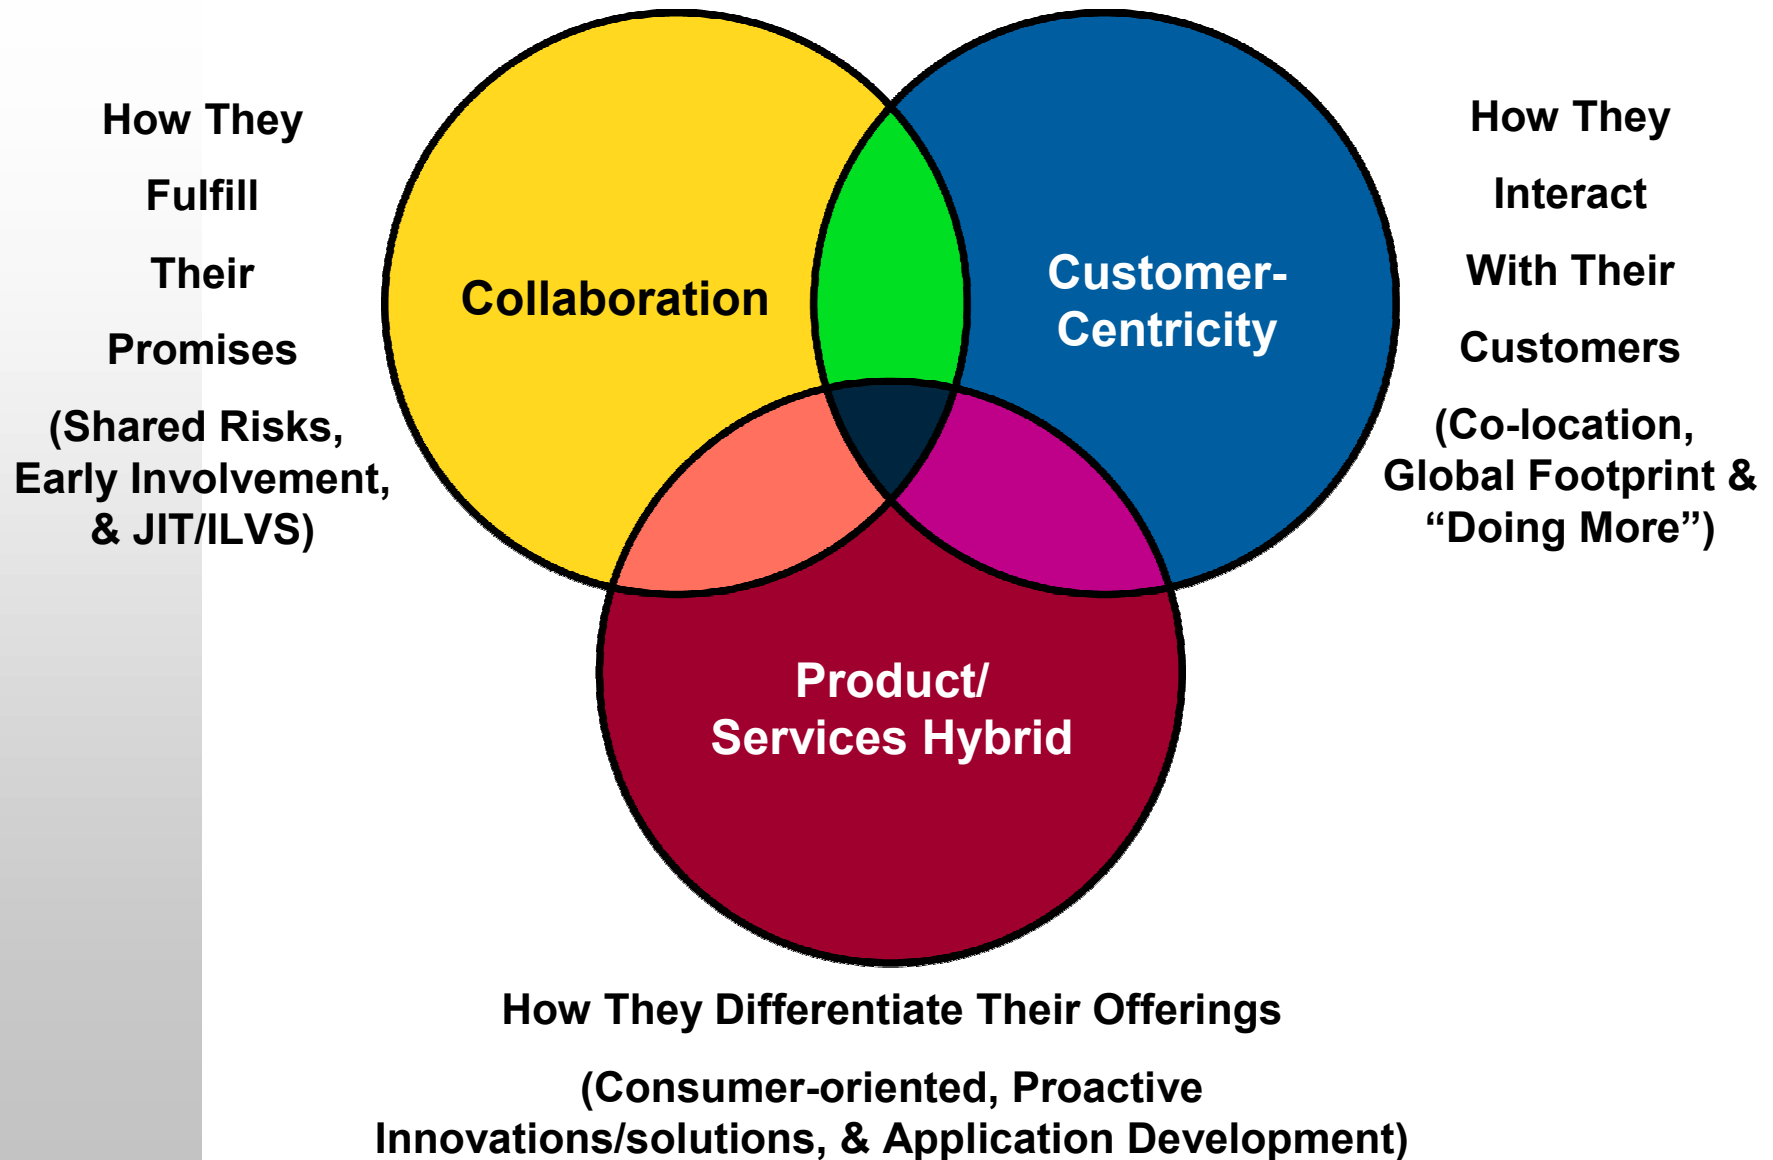 How They
Fulfill
Their
Promises
(Shared Risks,
Early Involvement,
& JIT/ILVS)
Collaboration
Customer-
Centricity
How They
Interact
With Their
Customers
(Co-location,
Global Footprint &
“Doing More”)
Product/
Services Hybrid
How They Differentiate Their Offerings
(Consumer-oriented, Proactive
Innovations/solutions, & Application Development)